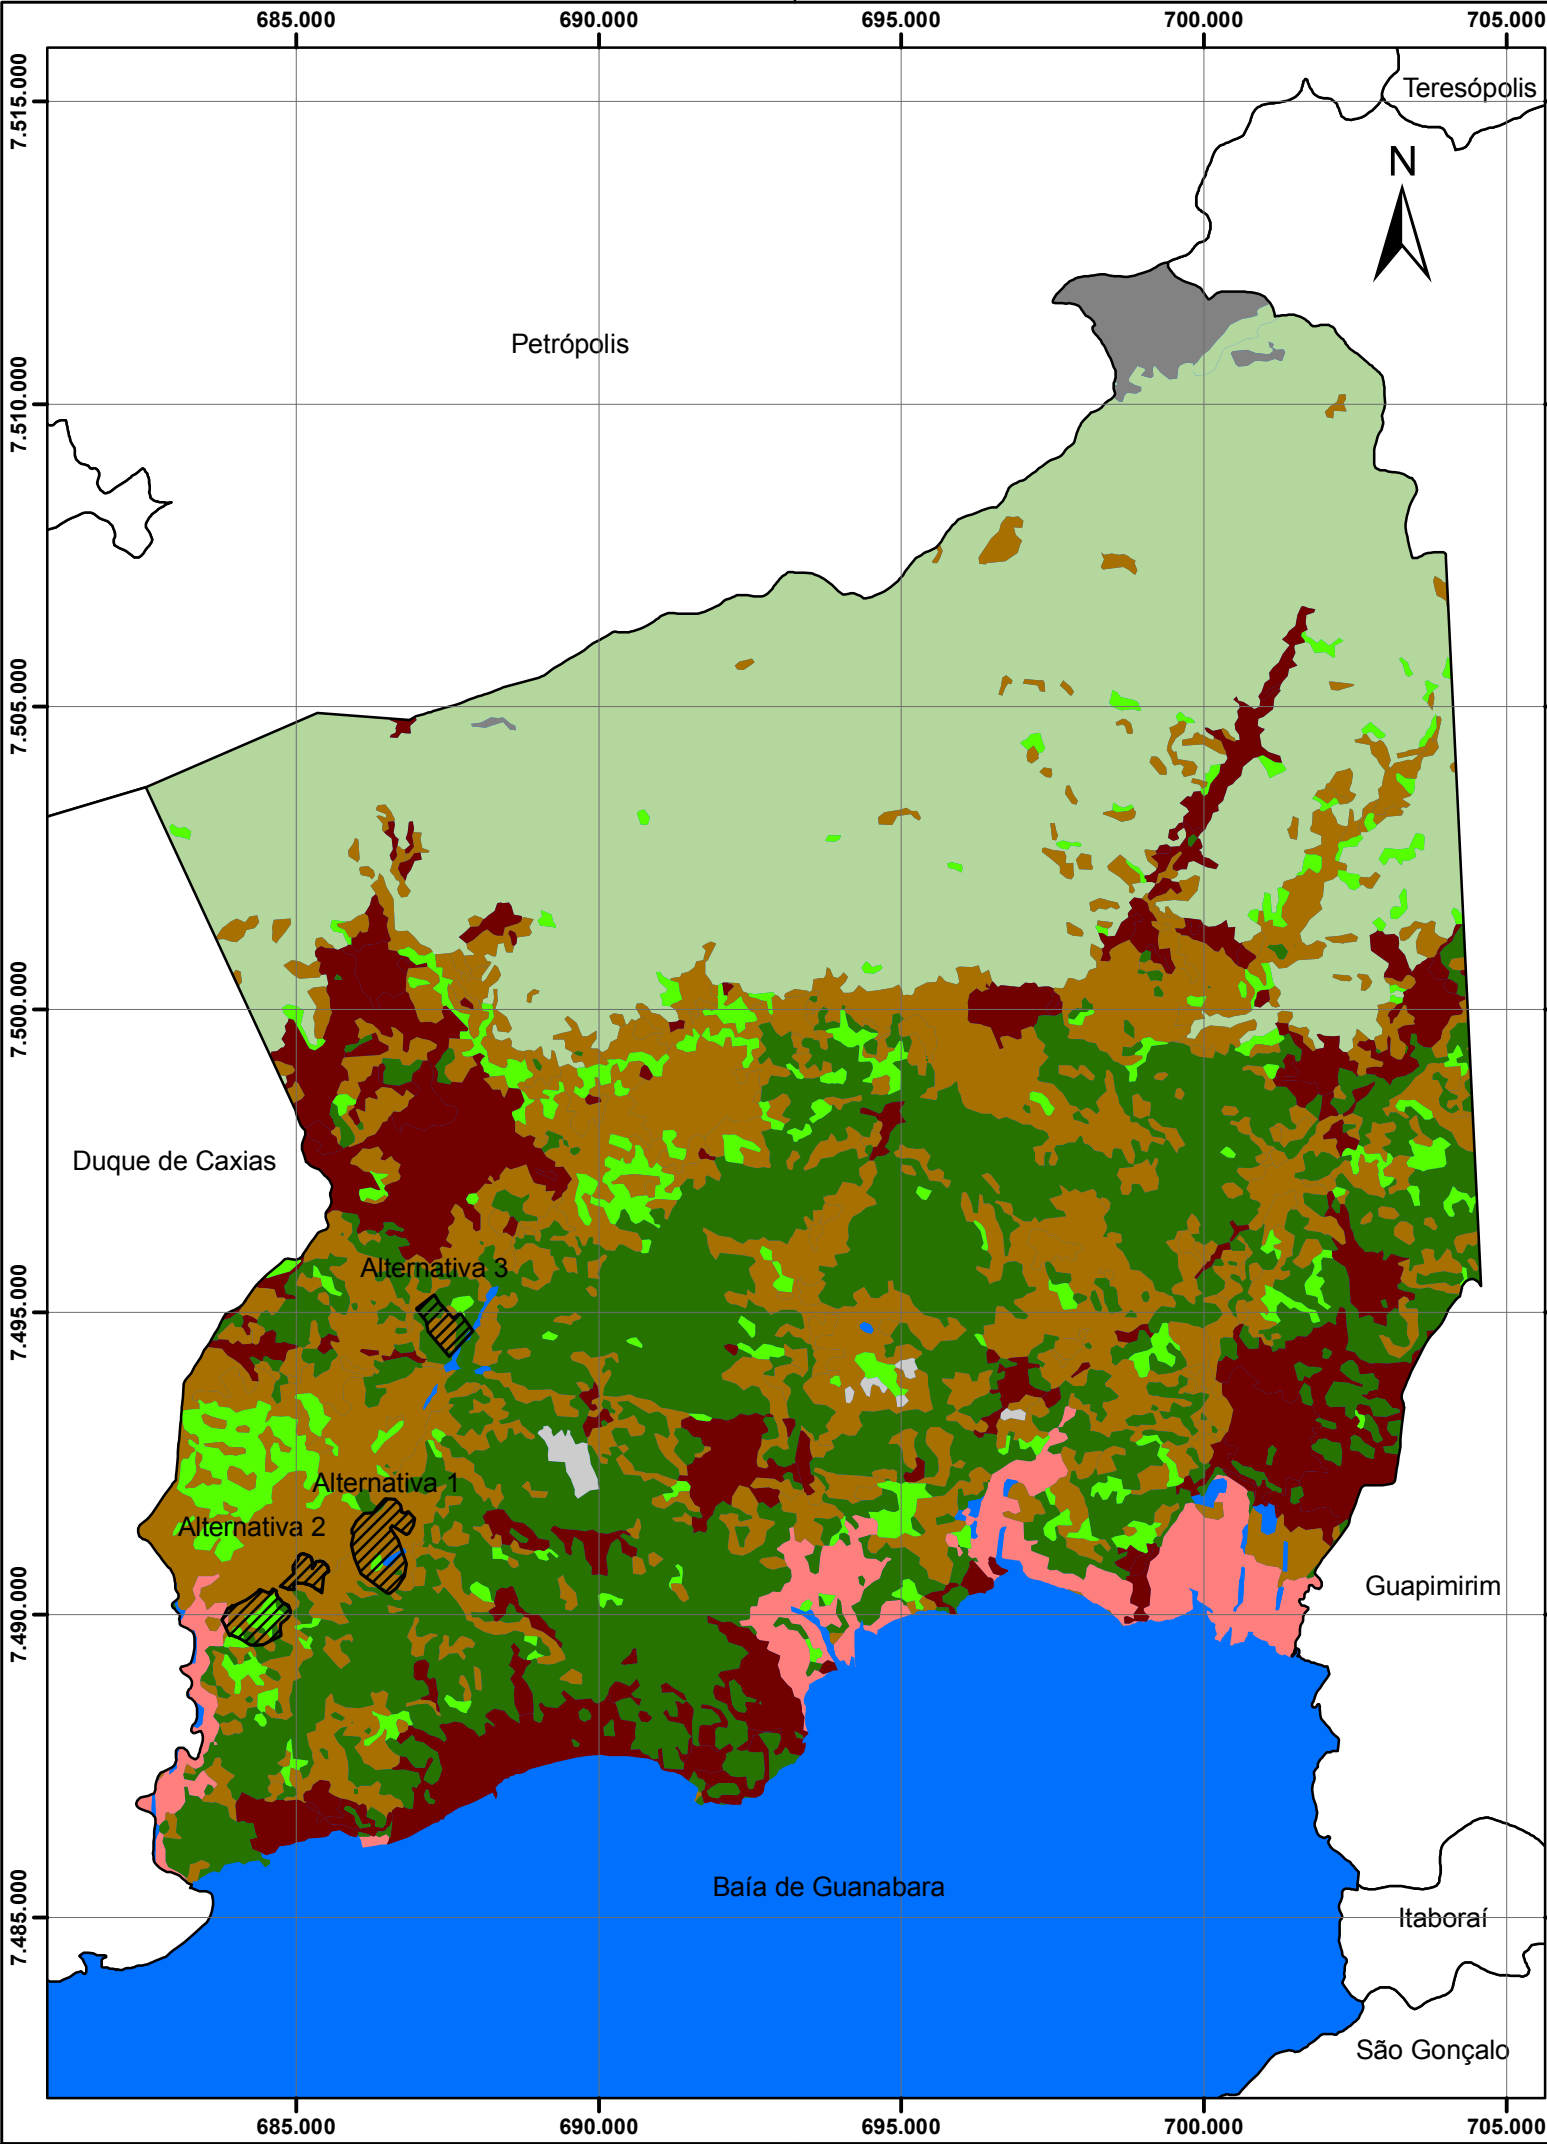 685.000 690.000 695.000 700.000 705.000
7.515.000
Teresópolis
N
Petrópolis
7.510.000
7.505.000
7.500.000
Duque de Caxias
Alternativa 3
7.495.000
Alternativa 1
Alternativa 2
Guapimirim
7.490.000
Baía de Guanabara
7.485.000
Itaboraí
São Gonçalo
685.000 690.000 695.000 700.000 705.000